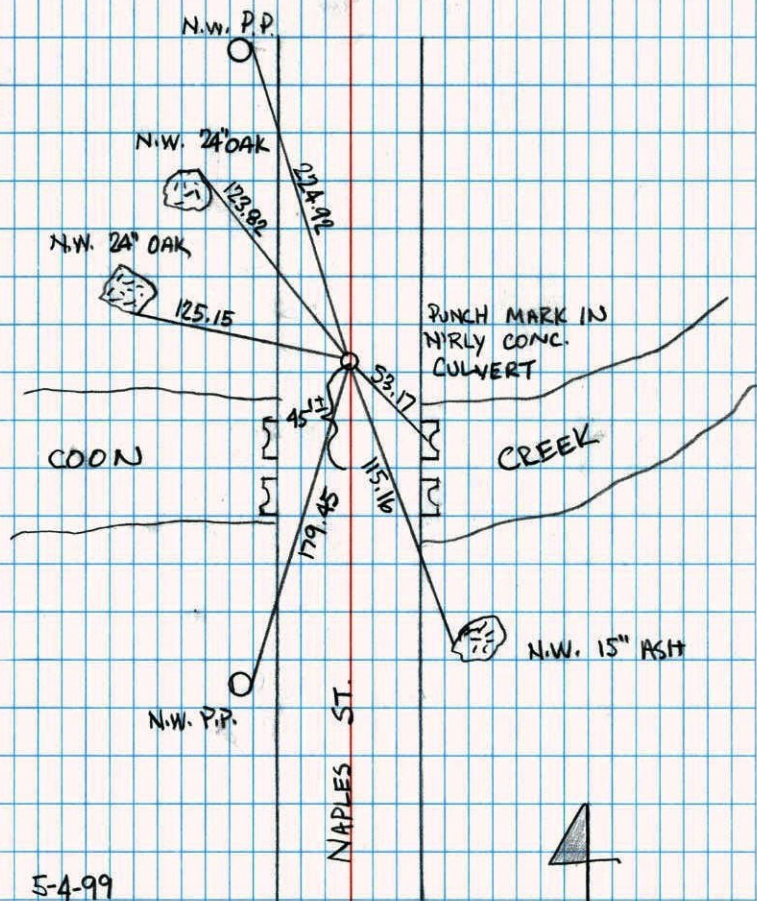 N.W. P.P.
N.W. 24" OAK
224.92
123.82
N.W. 24" OAK
125.15
PUNCH MARK IN
N'RLY CONC.
CULVERT
53.17
45'±
COON
CREEK
115.16
179.45
N.W. 15" ASH
N.W. P.P.
NAPLES ST.
5-4-99